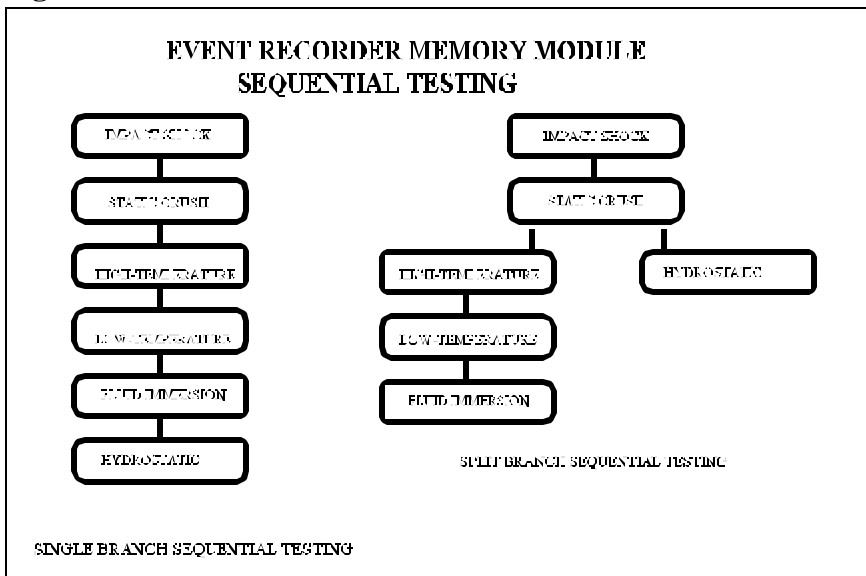 EVENT RECORDER MEMORY MODULE
SEQUENTIAL TESTING
IMPACT SHOCK
STATIC CRUSH
HIGH-TEMPERATURE
LOW-TEMPERATURE
FLUID IMMERSION
HYDROSTATIC
SINGLE BRANCH SEQUENTIAL TESTING
IMPACT SHOCK
STATIC CRUSH
HIGH-TEMPERATURE
HYDROSTATIC
LOW-TEMPERATURE
FLUID IMMERSION
SPLIT BRANCH SEQUENTIAL TESTING